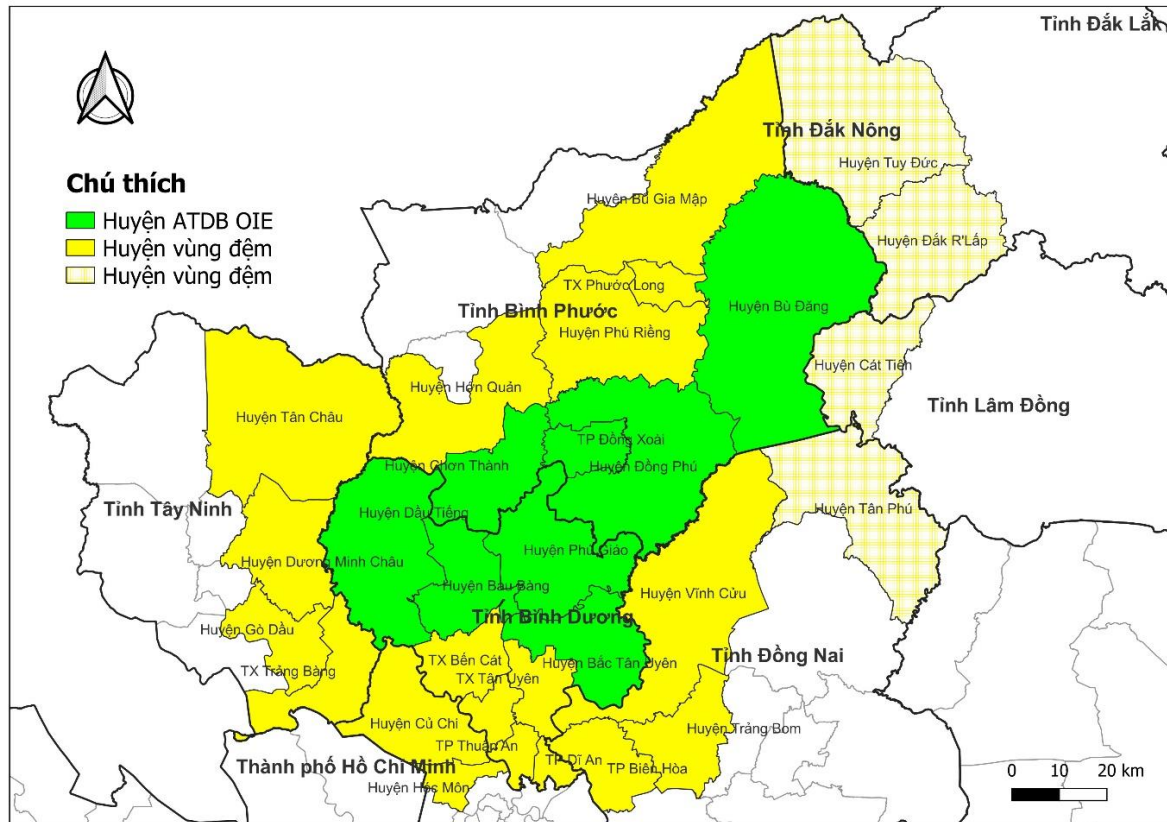 Tỉnh Đắk Lắk
Chú thích
Huyện ATDB OIE
Huyện vùng đệm
Huyện vùng đệm
Tỉnh Đắk Nông
Huyện Tuy Đức
Huyện Bù Gia Mập
Huyện Đắk R'Lấp
TX Phước Long
Huyện Bù Đăng
Tỉnh Bình Phước
Huyện Phú Riềng
Huyện Cát Tiên
Huyện Hớn Quản
Tỉnh Lâm Đồng
Huyện Tân Châu
TP Đồng Xoài
Huyện Chơn Thành
Huyện Đồng Phú
Tỉnh Tây Ninh
Huyện Dầu Tiếng
Huyện Tân Phú
Huyện Phú Giáo
Huyện Dương Minh Châu
Huyện Bàu Bàng
Huyện Vĩnh Cửu
Tỉnh Bình Dương
Huyện Gò Dầu
Tỉnh Đồng Nai
TX Bến Cát
Huyện Bắc Tân Uyên
TX Trảng Bàng
TX Tân Uyên
Huyện Củ Chi
Huyện Trảng Bom
TP Thuận An
TP Dĩ An
Thành phố Hồ Chí Minh
TP Biên Hòa
Huyện Hóc Môn
0 10 20 km